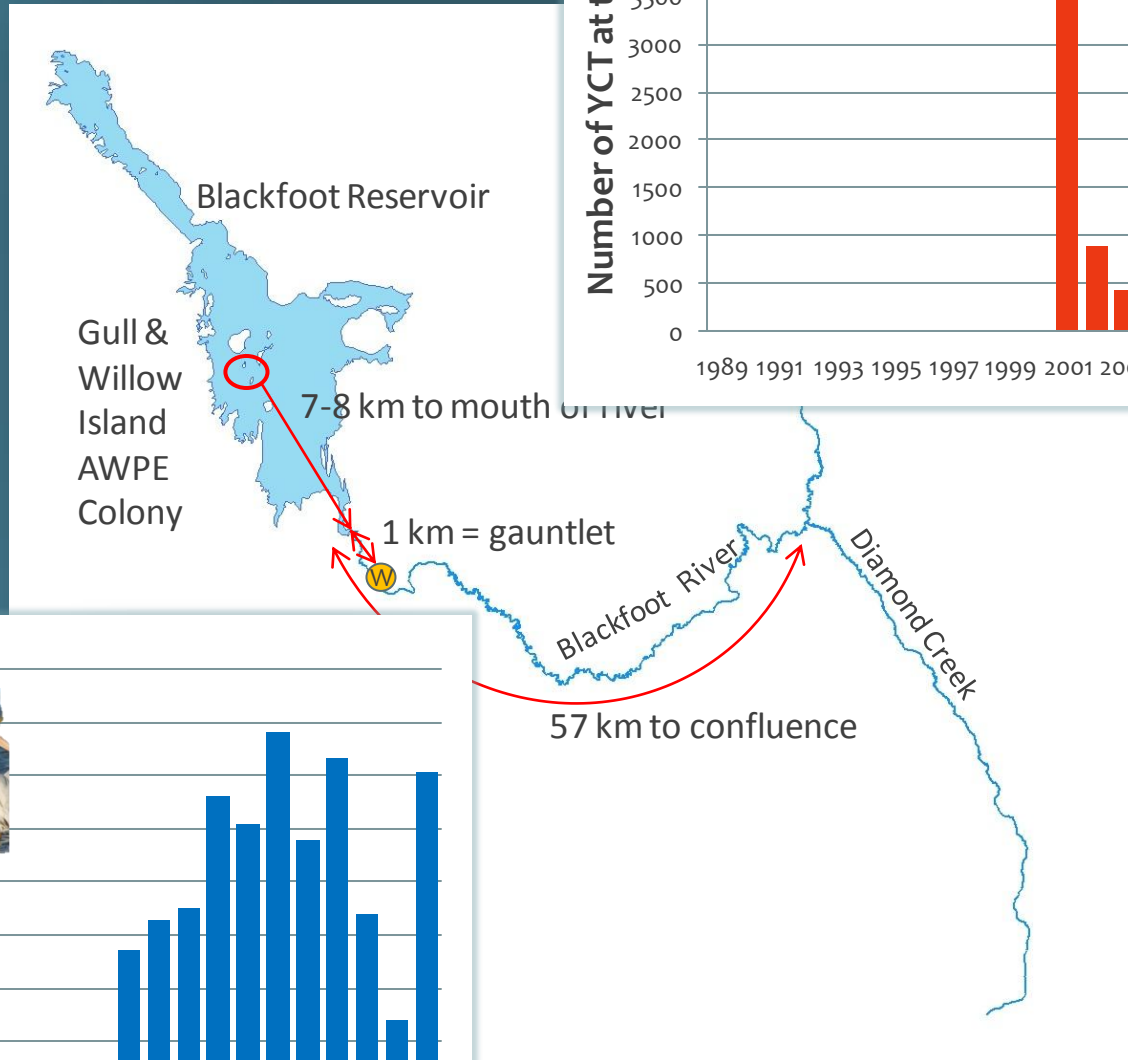 Number of YCT at t
3500
3000
2500
2000
1500
1000
500
0
1989 1991 1993 1995 1997 1999 2001
Blackfoot Reservoir
Gull &
Willow
Island
AWPE
Colony
7-8 km to mouth of river
1 km = gauntlet
W
Blackfoot River
Diamond Creek
57 km to confluence